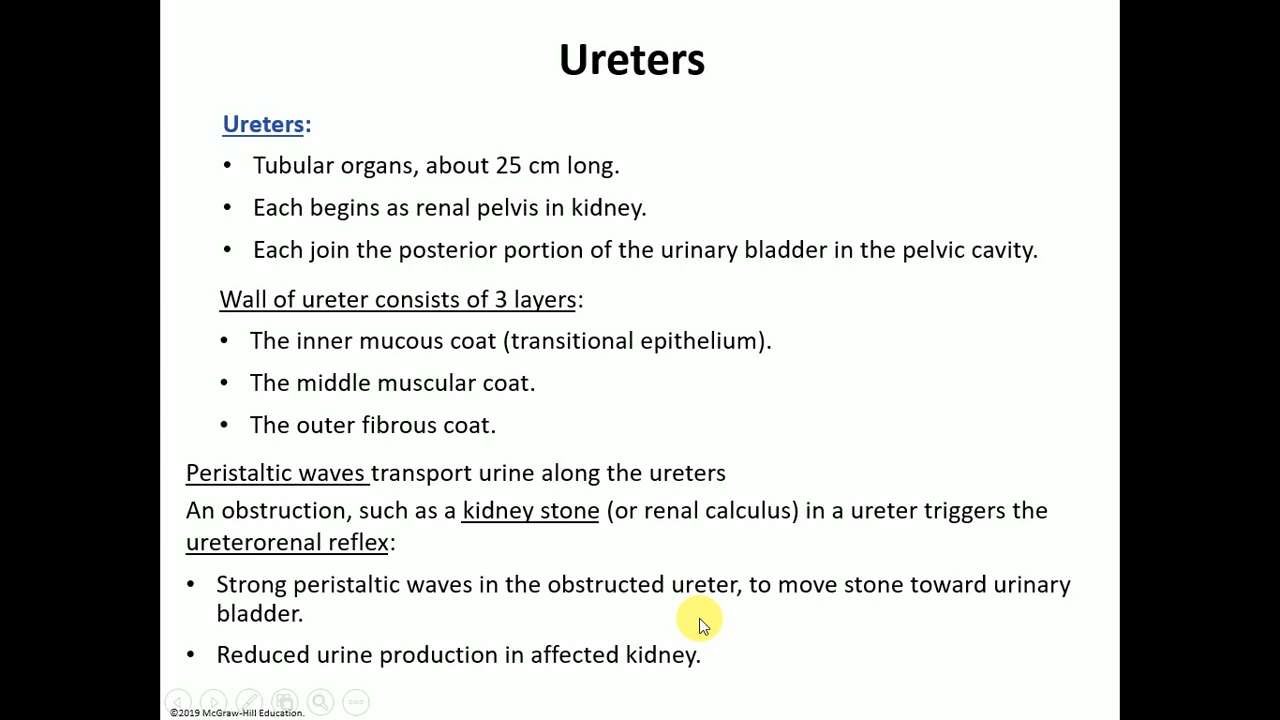 Ureters
Ureters:
• Tubular organs, about 25 cm long.
• Each begins as renal pelvis in kidney.
• Each join the posterior portion of the urinary bladder in the pelvic cavity.
Wall of ureter consists of 3 layers:
• The inner mucous coat (transitional epithelium).
• The middle muscular coat.
• The outer fibrous coat.
Peristaltic waves transport urine along the ureters
An obstruction, such as a kidney stone (or renal calculus) in a ureter triggers the
ureterorenal reflex:
• Strong peristaltic waves in the obstructed ureter, to move stone toward urinary
bladder.
• Reduced urine production in affected kidney.
©2019 McGraw-Hill Education.